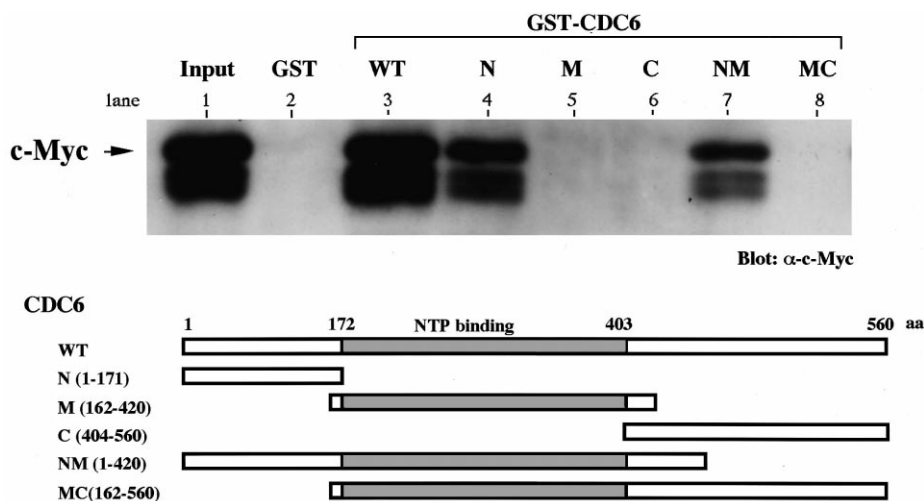 GST-CDC6
Input GST WT N M C NM MC
lane 1 2 3 4 5 6 7 8
c-Myc
Blot: α-c-Myc
CDC6
1 172 NTP binding 403 560 aa
WT
N (1-171)
M (162-420)
C (404-560)
NM (1-420)
MC(162-560)